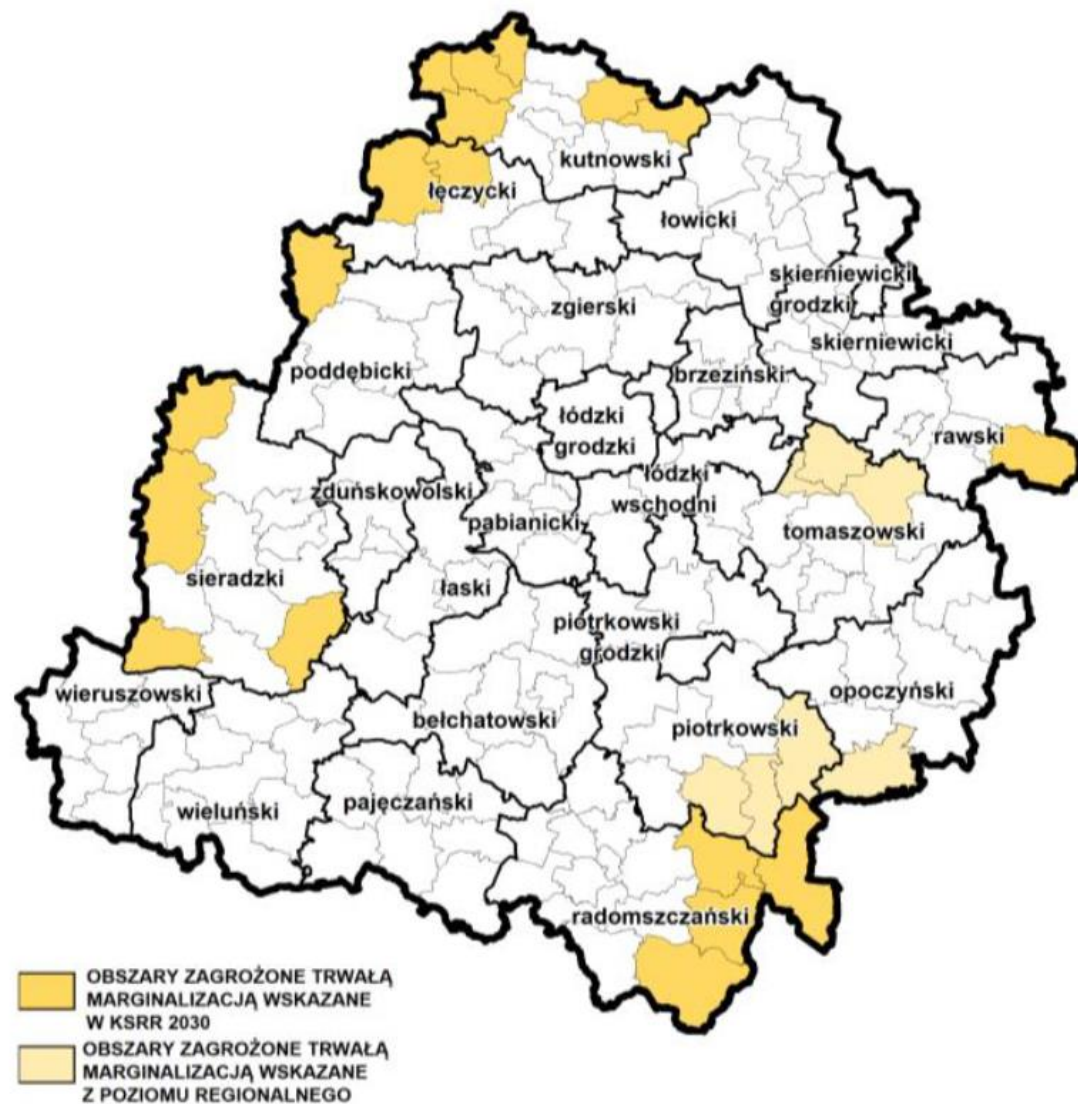 kutnowski
łęczycki
łowicki
skierniewicki
grodzki
zgierski
skierniewicki
poddębicki
brzeziński
łódzki
grodzki
rawski
łódzki
wschodni
zduńskowolski
pabianicki
tomaszowski
sieradzki
łaski
piotrkowski
grodzki
wieruszowski
opoczyński
bełchatowski
piotrkowski
pajęczański
wieluński
radomszczański
OBSZARY ZAGROŻONE TRWAŁĄ
MARGINALIZACJĄ WSKAZANE
W KSRR 2030
OBSZARY ZAGROŻONE TRWAŁĄ
MARGINALIZACJĄ WSKAZANE
Z POZIOMU REGIONALNEGO